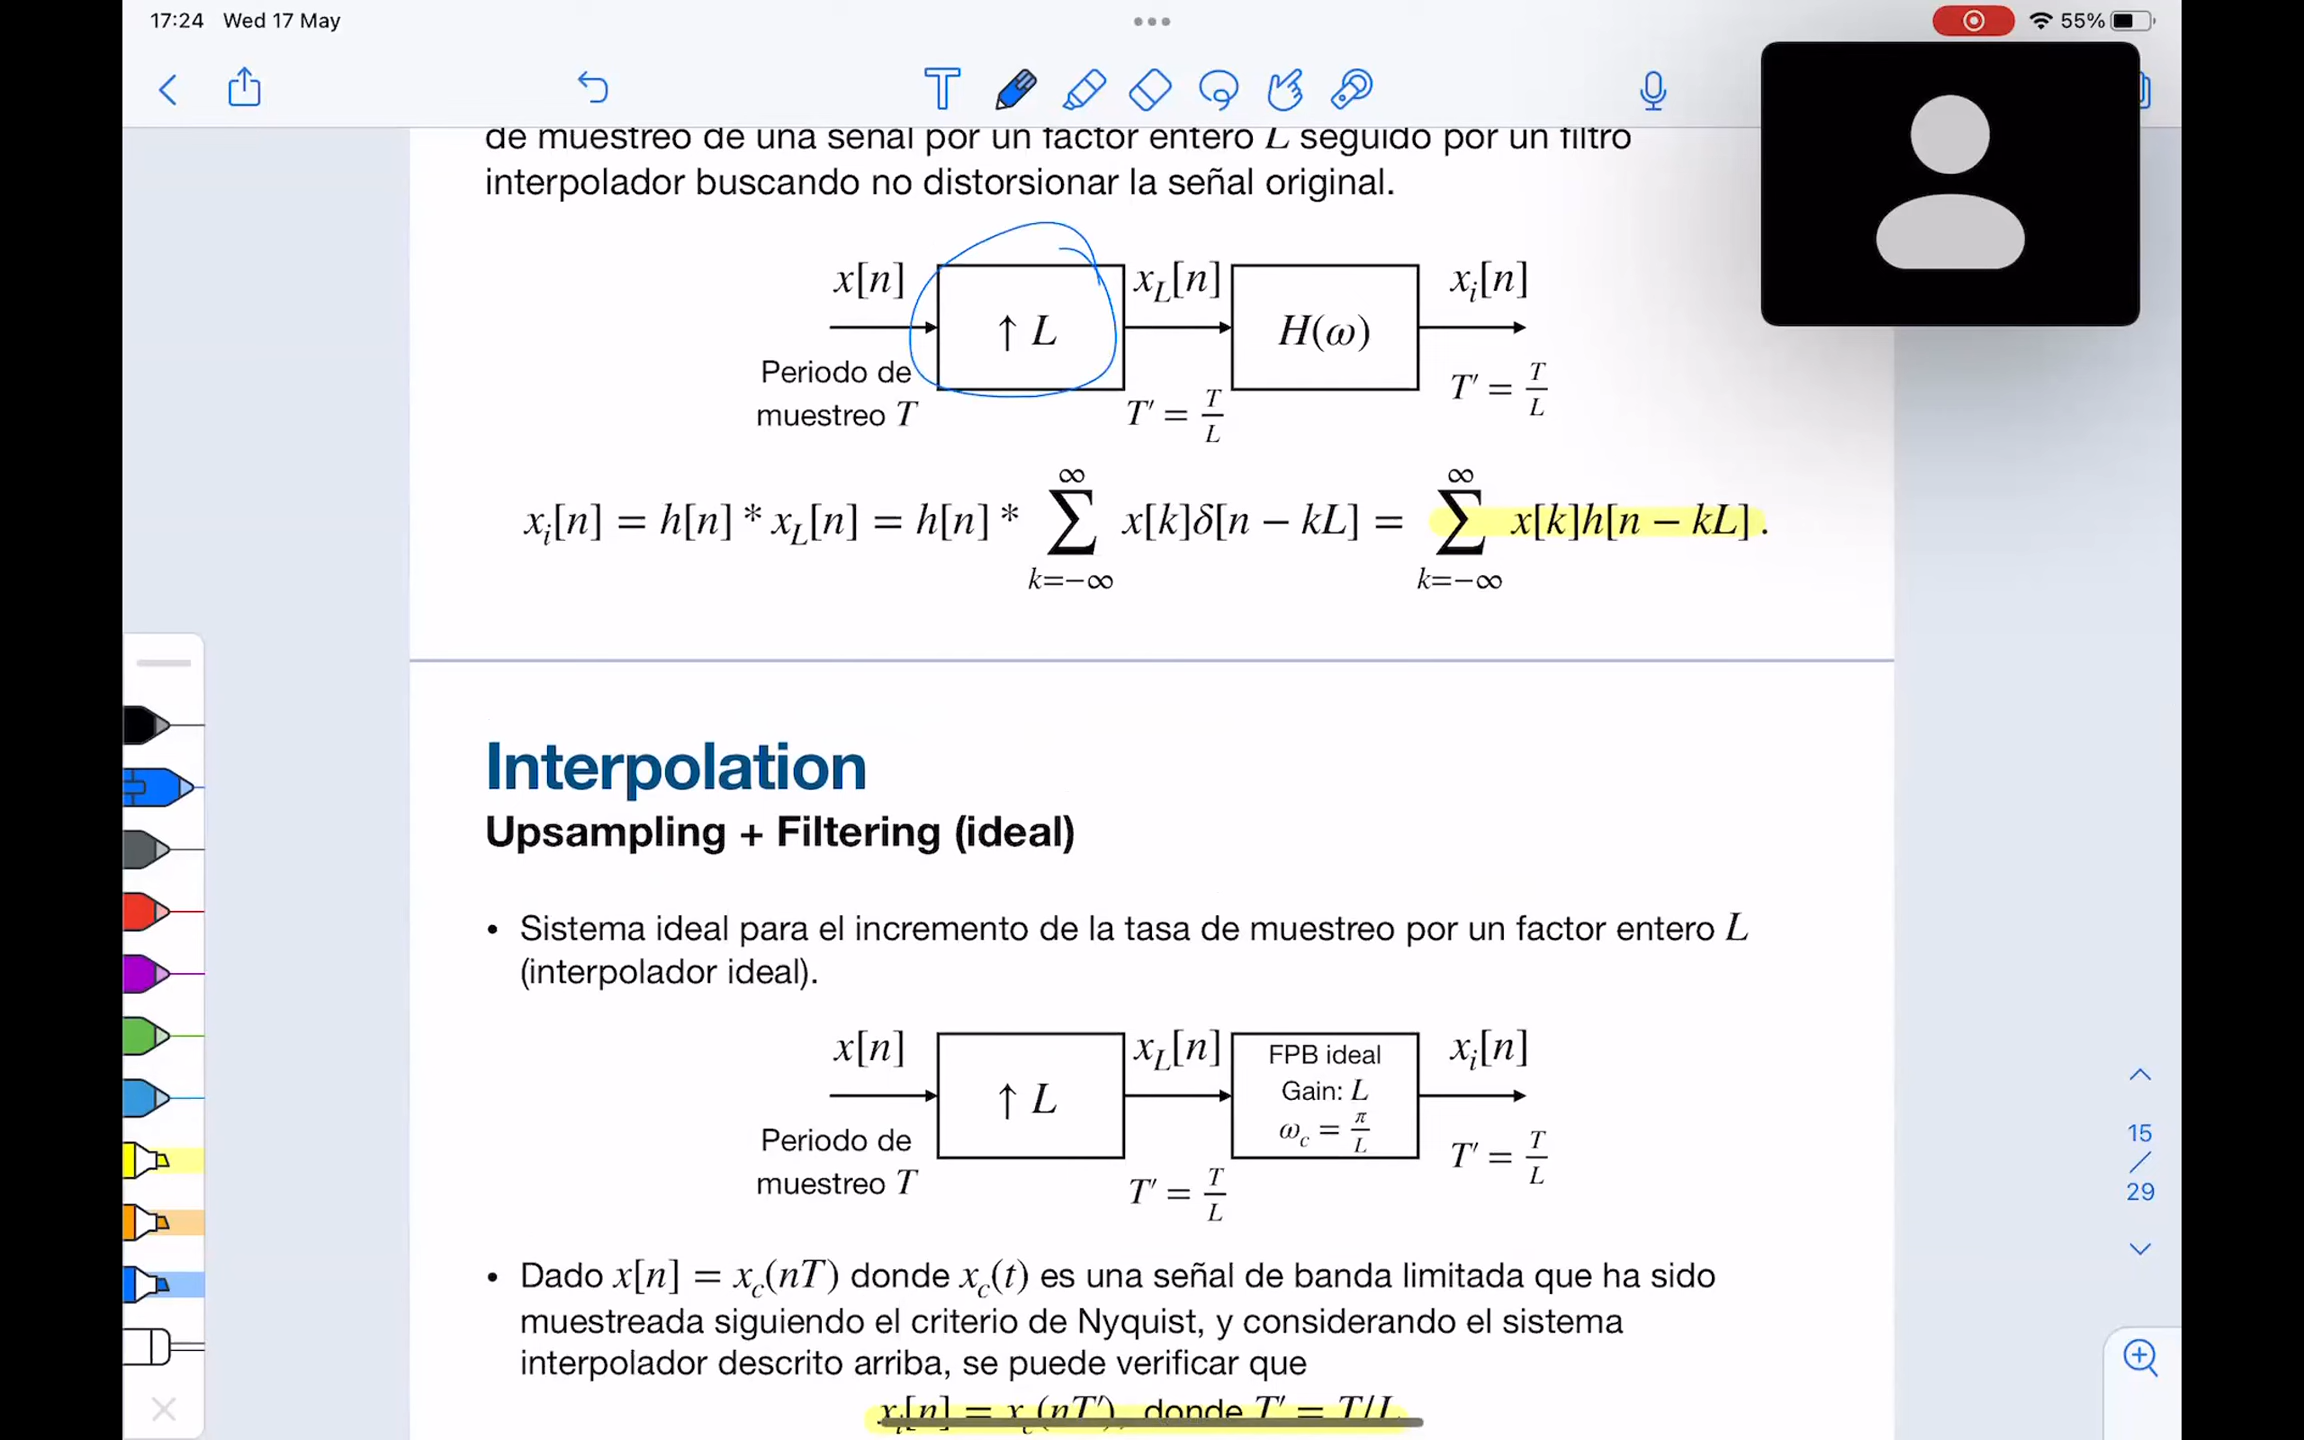 17:24 Wed 17 May
55%
T
de muestreo de una señal por un factor entero L seguido por un filtro
interpolador buscando no distorsionar la señal original.
x[n] ↑ L x_L[n] H(ω) x_i[n]
Periodo de
muestreo T
T′ = T/L T′ = T/L
x_i[n] = h[n] * x_L[n] = h[n] * ∑_{k=−∞}^{∞} x[k]δ[n − kL] = ∑_{k=−∞}^{∞} x[k]h[n − kL] .
Interpolation
Upsampling + Filtering (ideal)
• Sistema ideal para el incremento de la tasa de muestreo por un factor entero L
(interpolador ideal).
x[n] ↑ L x_L[n] x_i[n]
FPB ideal
Gain: L
ω_c = π/L
Periodo de
muestreo T
T′ = T/L T′ = T/L
• Dado x[n] = x_c(nT) donde x_c(t) es una señal de banda limitada que ha sido
muestreada siguiendo el criterio de Nyquist, y considerando el sistema
interpolador descrito arriba, se puede verificar que
x_i[n] = x_c(nT′), donde T′ = T/L
15
/
29